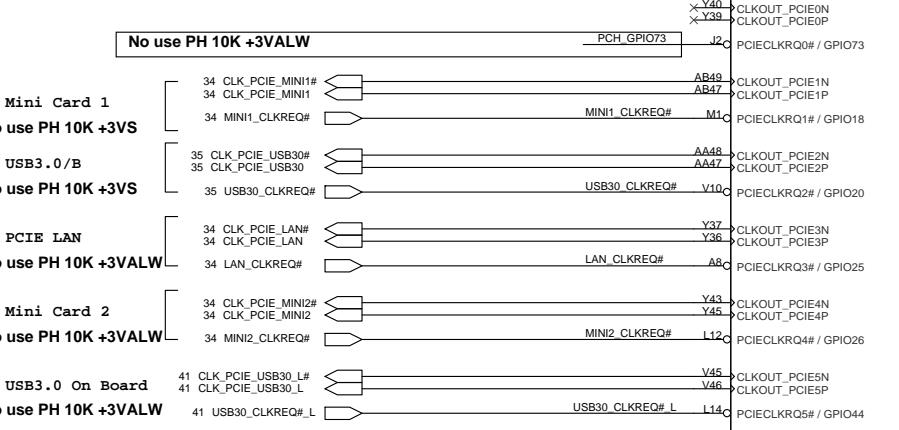 Y40 CLKOUT_PCIE0N
Y39 CLKOUT_PCIE0P
No use PH 10K +3VALW PCH_GPIO73 J2 PCIECLKRQ0# / GPIO73
34 CLK_PCIE_MINI1# AB49 CLKOUT_PCIE1N
34 CLK_PCIE_MINI1 AB47 CLKOUT_PCIE1P
Mini Card 1
34 MINI1_CLKREQ# MINI1_CLKREQ# M1 PCIECLKRQ1# / GPIO18
o use PH 10K +3VS
35 CLK_PCIE_USB30# AA48 CLKOUT_PCIE2N
USB3.0/B 35 CLK_PCIE_USB30 AA47 CLKOUT_PCIE2P
o use PH 10K +3VS 35 USB30_CLKREQ# USB30_CLKREQ# V10 PCIECLKRQ2# / GPIO20
34 CLK_PCIE_LAN# Y37 CLKOUT_PCIE3N
PCIE LAN 34 CLK_PCIE_LAN Y36 CLKOUT_PCIE3P
o use PH 10K +3VALW 34 LAN_CLKREQ# LAN_CLKREQ# A8 PCIECLKRQ3# / GPIO25
34 CLK_PCIE_MINI2# Y43 CLKOUT_PCIE4N
Mini Card 2 34 CLK_PCIE_MINI2 Y45 CLKOUT_PCIE4P
o use PH 10K +3VALW 34 MINI2_CLKREQ# MINI2_CLKREQ# L12 PCIECLKRQ4# / GPIO26
41 CLK_PCIE_USB30_L# V45 CLKOUT_PCIE5N
USB3.0 On Board 41 CLK_PCIE_USB30_L V46 CLKOUT_PCIE5P
o use PH 10K +3VALW 41 USB30_CLKREQ#_L USB30_CLKREQ#_L L14 PCIECLKRQ5# / GPIO44